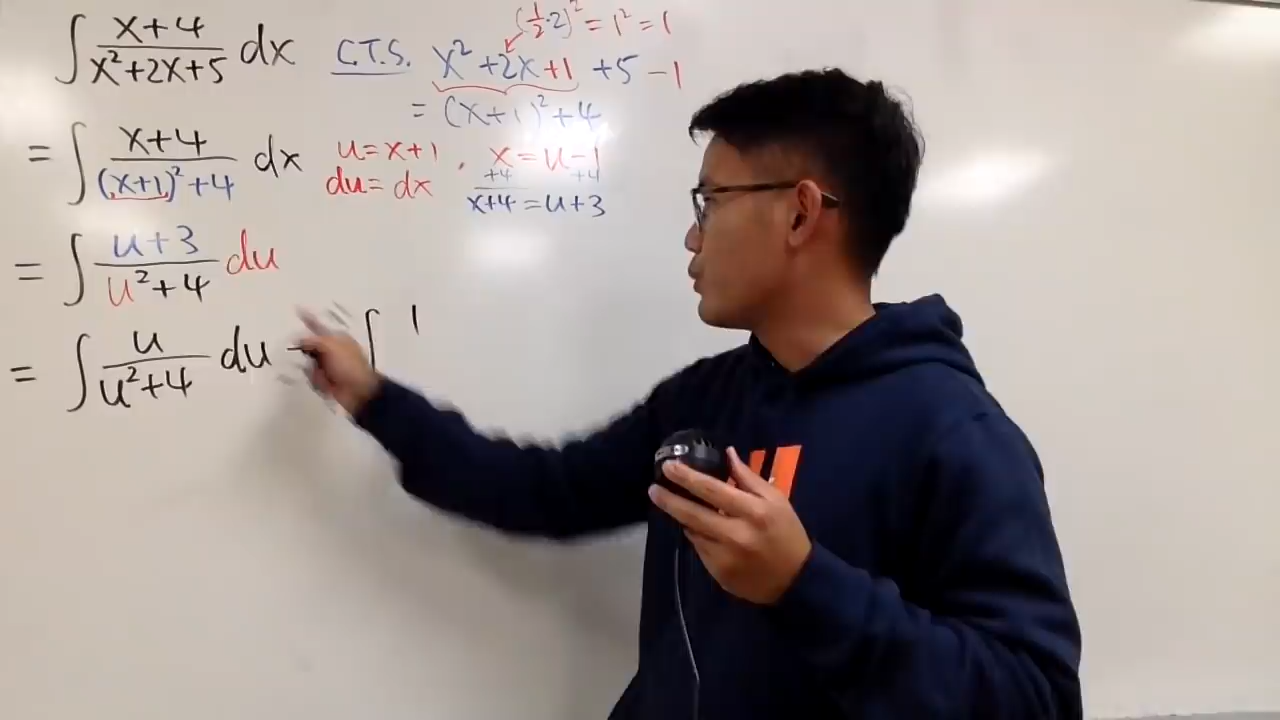 ∫ x+4 / x²+2x+5 dx C.T.S. x²+2x+1 +5 −1
(½·2)² = 1² = 1
= (x+1)²+4
= ∫ x+4 / (x+1)²+4 dx u = x+1, x = u−1
du = dx +4 +4
x+4 = u+3
= ∫ u+3 / u²+4 du
= ∫ u / u²+4 du ∫ 1